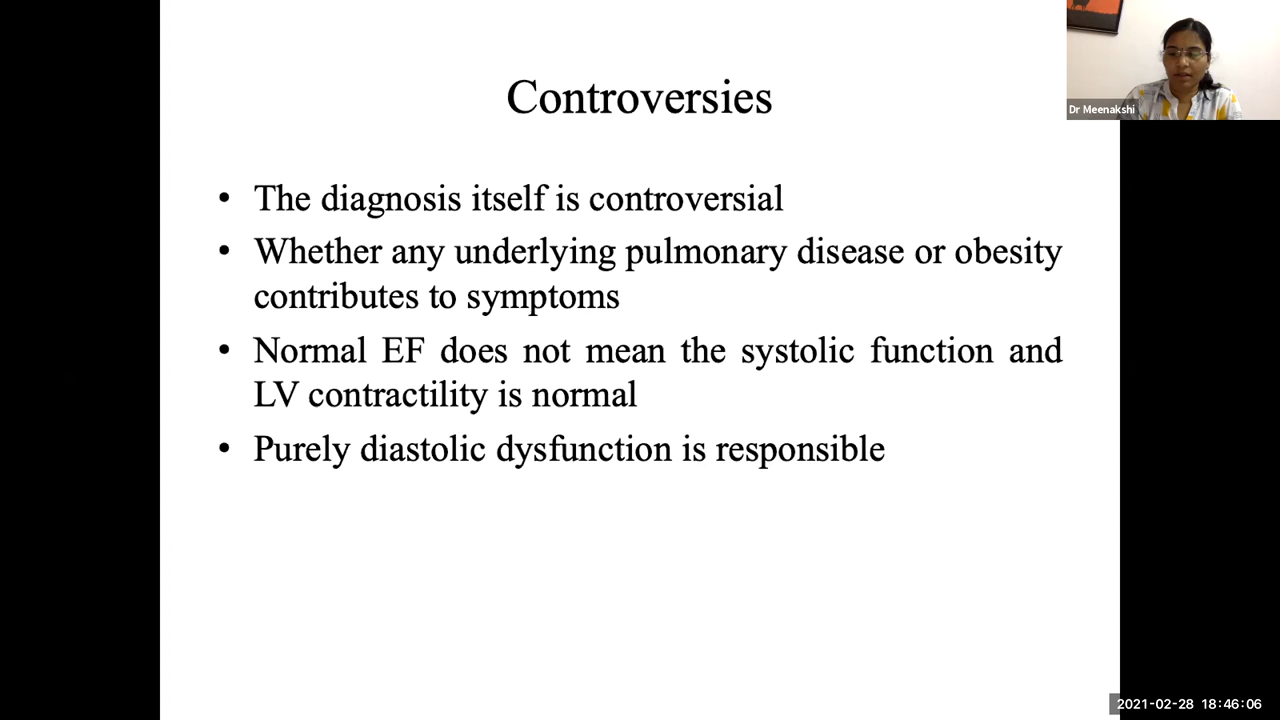 Controversies
Dr Meenakshi
• The diagnosis itself is controversial
• Whether any underlying pulmonary disease or obesity
contributes to symptoms
• Normal EF does not mean the systolic function and
LV contractility is normal
• Purely diastolic dysfunction is responsible
2021-02-28 18:46:06